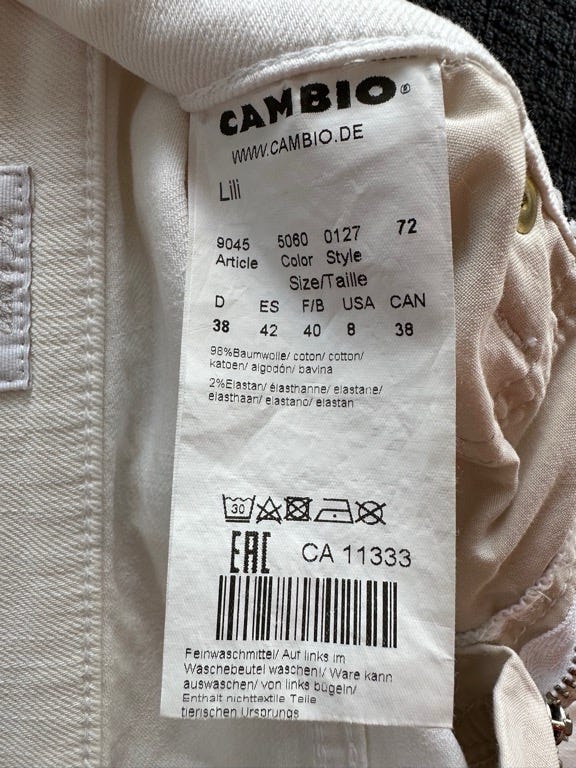 CAMBIO®
WWW.CAMBIO.DE
Lili
9045 5060 0127 72
Article Color Style
Size/Taille
D ES F/B USA CAN
38 42 40 8 38
98%Baumwolle/ coton/ cotton/
katoen/ algodón/ bavlna
2%Elastan/ élasthanne/ elastane/
elasthaan/ elastano/ elastan
30
EAC CA 11333
Feinwaschmittel/ Auf links im
Waschebeutel waschen/ Ware kann
auswaschen/ von links bügeln/
Enthält nichttextile Teile
tierischen Ursprungs